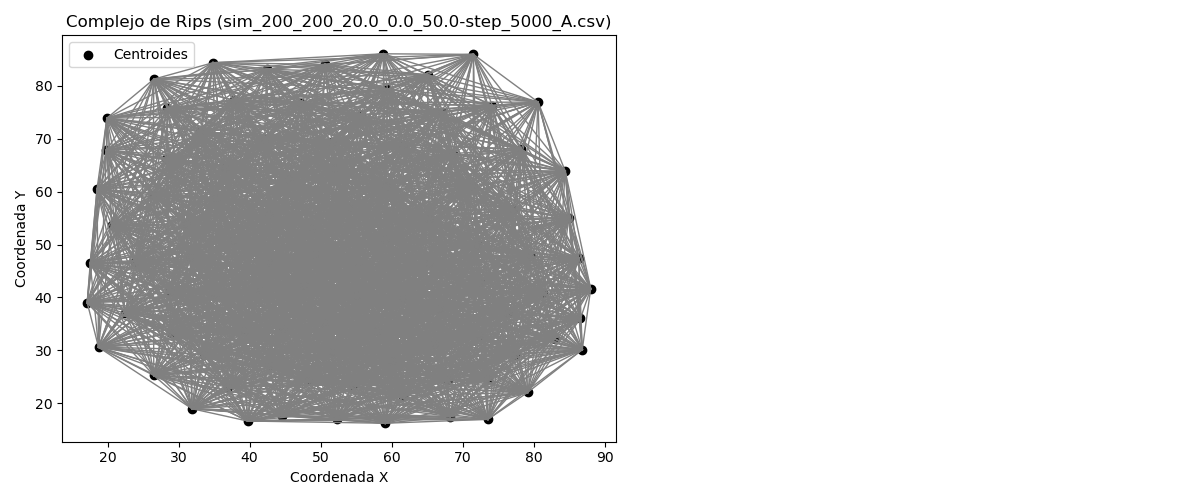 Complejo de Rips (sim_200_200_20.0_0.0_50.0-step_5000_A.csv)
Centroides
80
70
60
50
40
30
20
Coordenada Y
20 30 40 50 60 70 80 90
Coordenada X